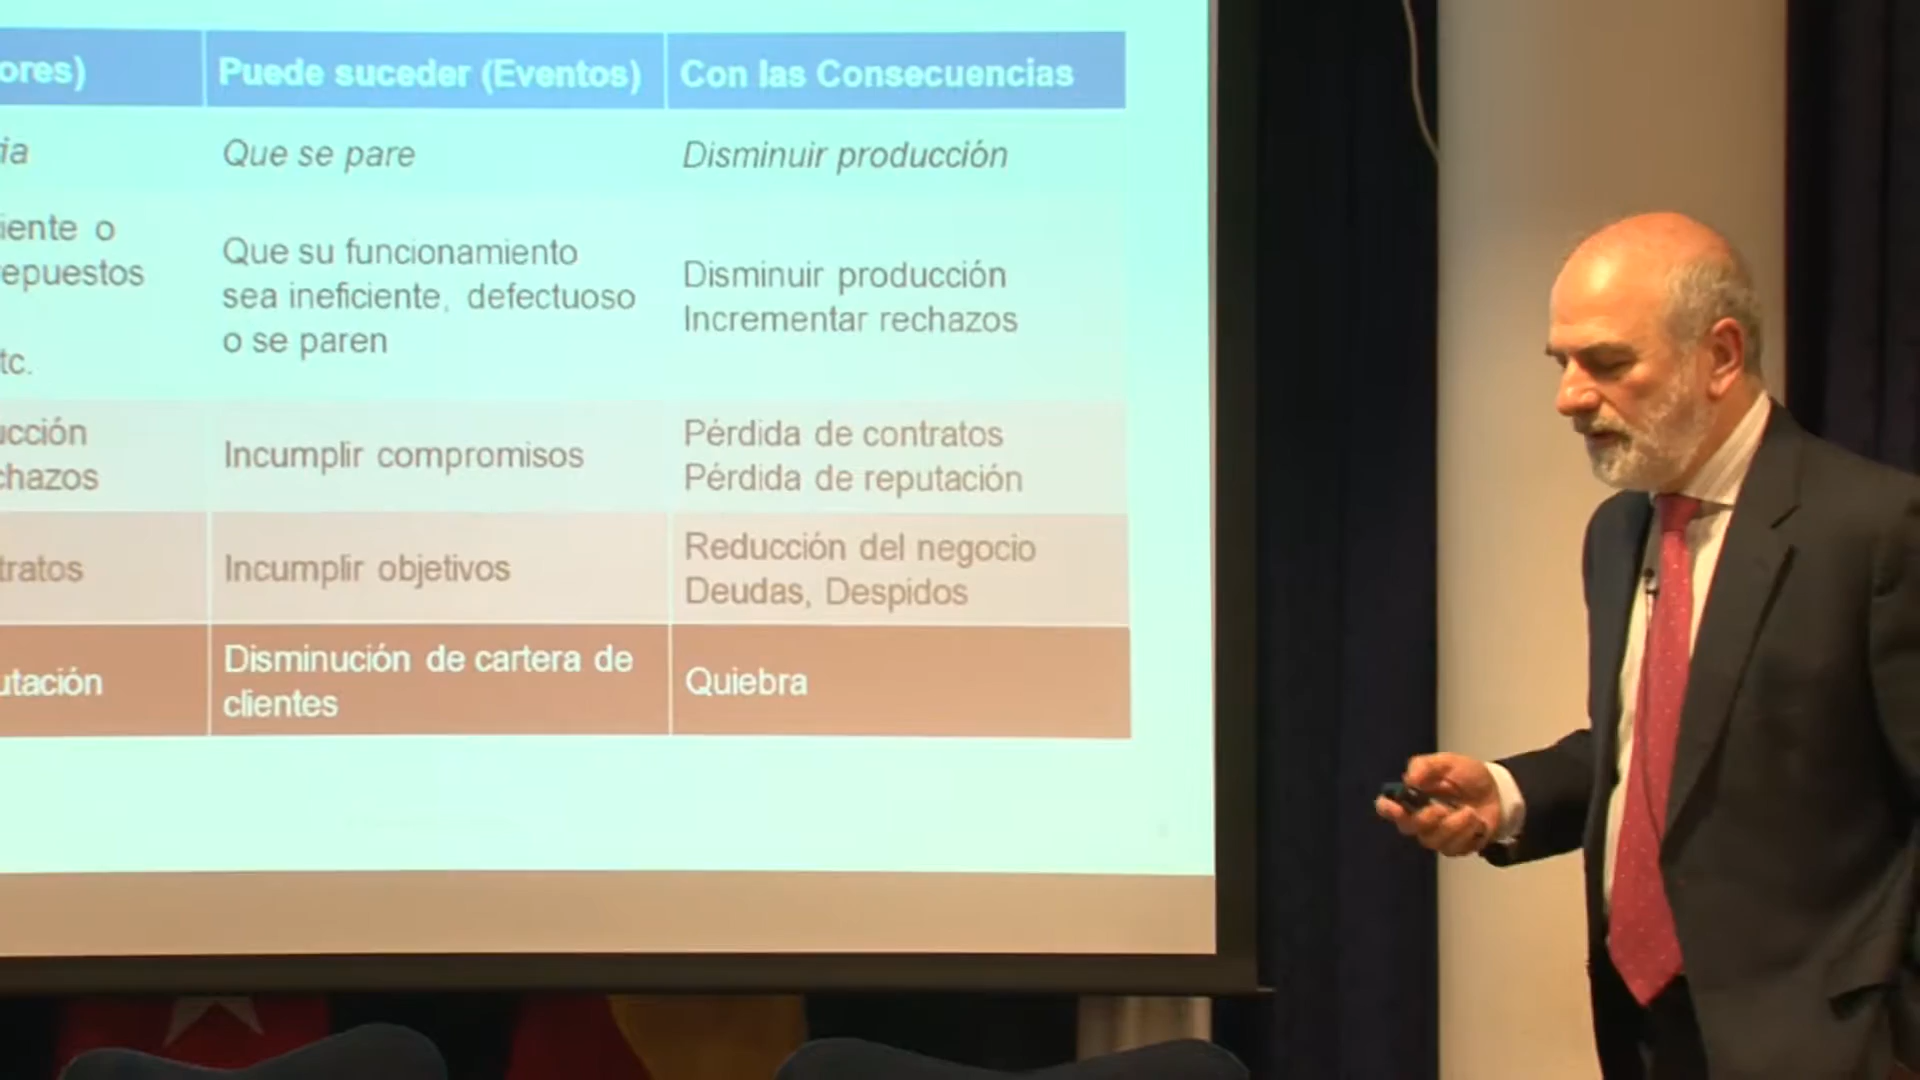 ores)
Puede suceder (Eventos)
Con las Consecuencias
ia
Que se pare
Disminuir producción
iente o
epuestos
tc.
Que su funcionamiento
sea ineficiente, defectuoso
o se paren
Disminuir producción
Incrementar rechazos
ucción
chazos
Incumplir compromisos
Pérdida de contratos
Pérdida de reputación
tratos
Incumplir objetivos
Reducción del negocio
Deudas, Despidos
utación
Disminución de cartera de
clientes
Quiebra